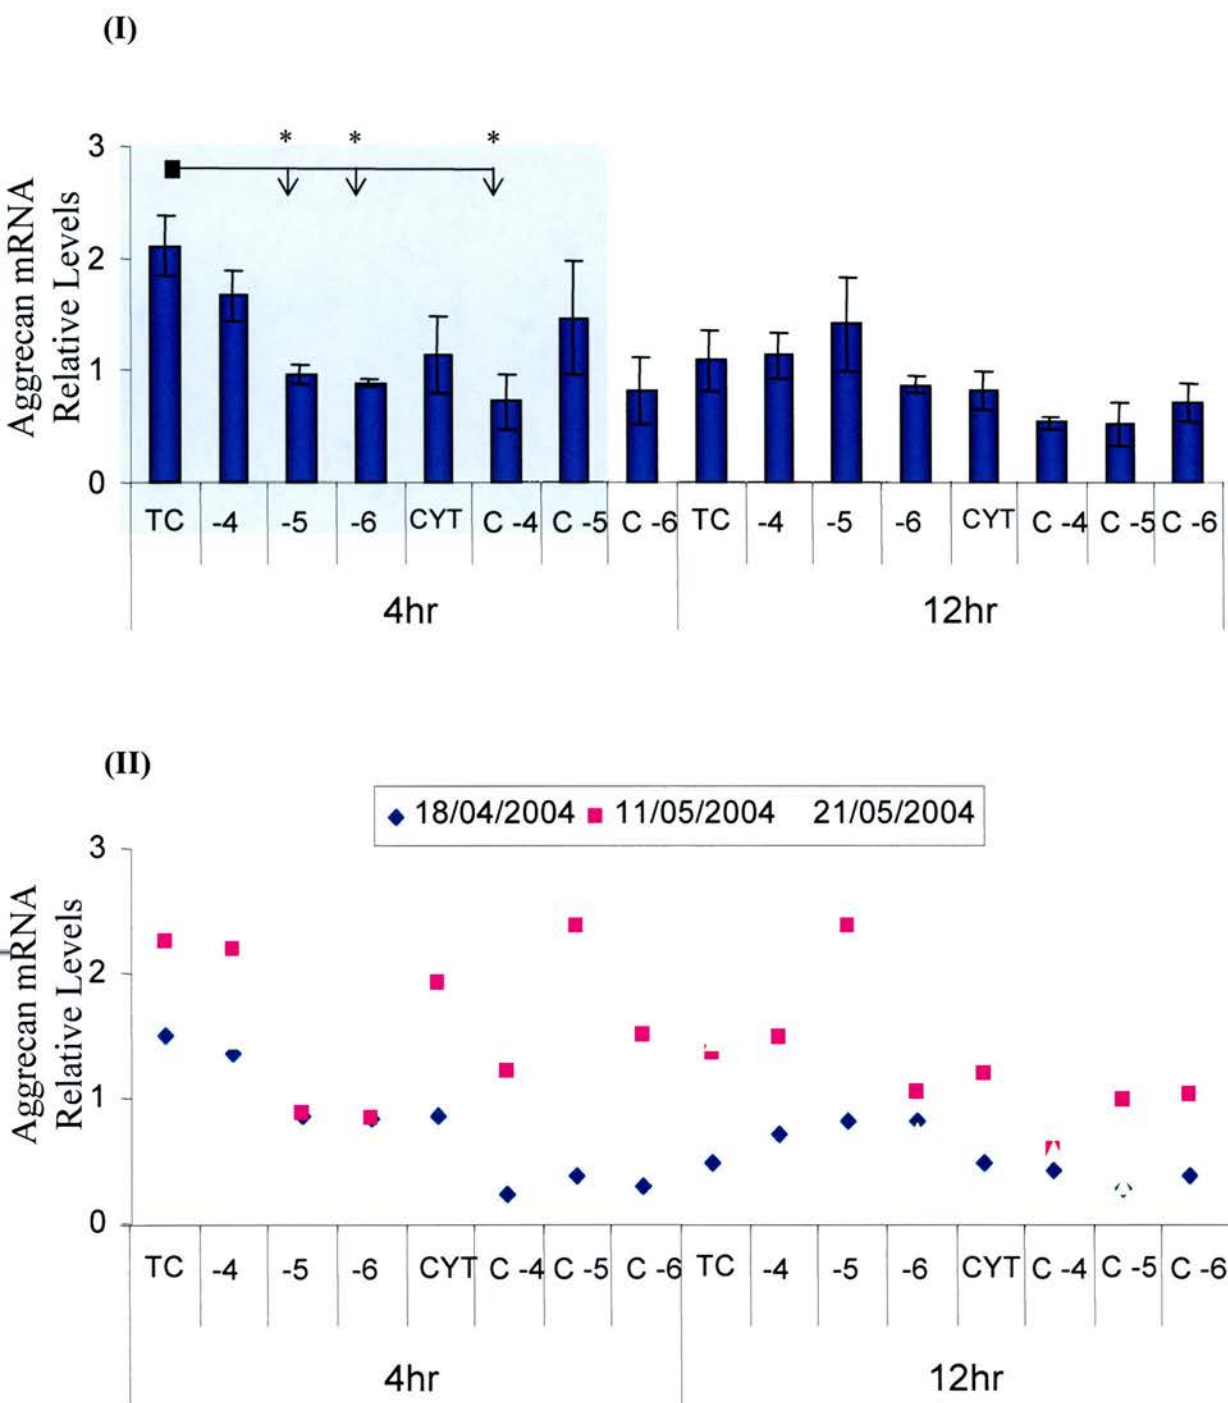 (I)
* * *
3
2
1
0
Aggrecan mRNA
Relative Levels
TC -4 -5 -6 CYT C -4 C -5 C -6 TC -4 -5 -6 CYT C -4 C -5 C -6
4hr 12hr
(II)
18/04/2004 11/05/2004 21/05/2004
3
2
1
0
Aggrecan mRNA
Relative Levels
TC -4 -5 -6 CYT C -4 C -5 C -6 TC -4 -5 -6 CYT C -4 C -5 C -6
4hr 12hr